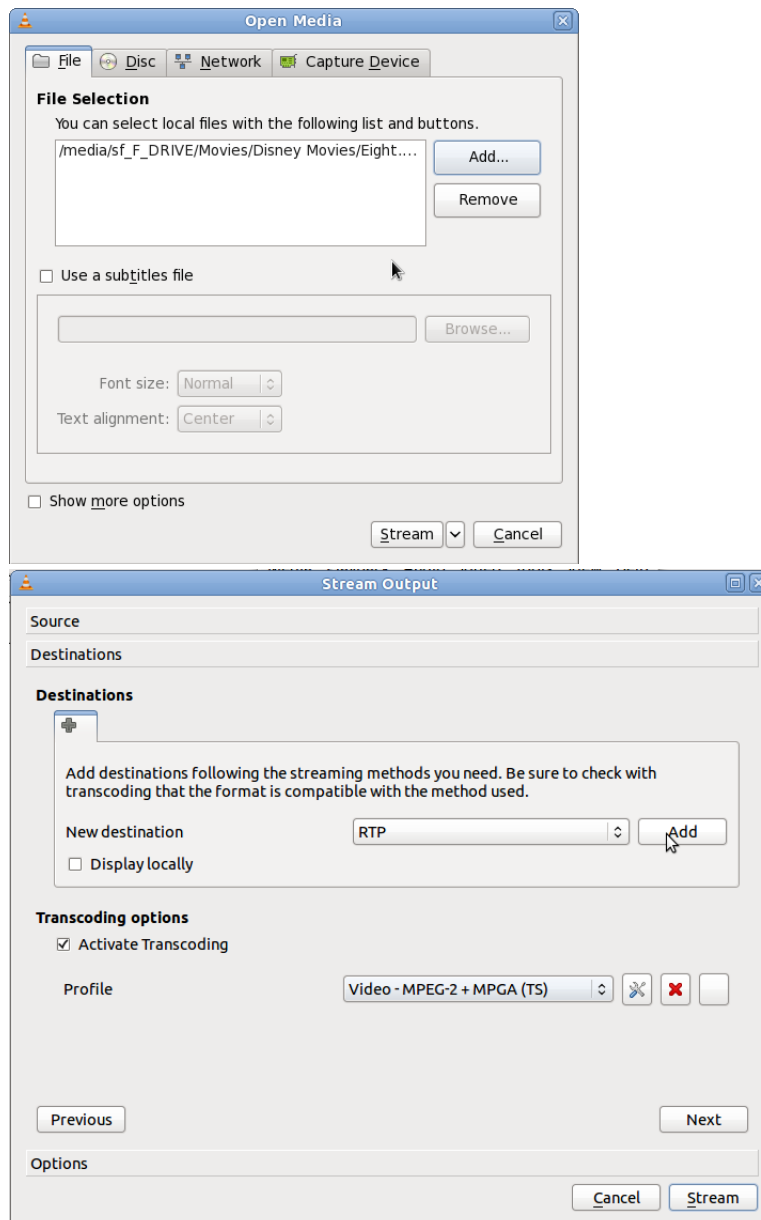 Open Media
File Disc Network Capture Device
File Selection
You can select local files with the following list and buttons.
/media/sf_F_DRIVE/Movies/Disney Movies/Eight....
Add...
Remove
Use a subtitles file
Browse...
Font size: Normal
Text alignment: Center
Show more options
Stream Cancel
Stream Output
Source
Destinations
Destinations
Add destinations following the streaming methods you need. Be sure to check with
transcoding that the format is compatible with the method used.
New destination RTP Add
Display locally
Transcoding options
Activate Transcoding
Profile Video - MPEG-2 + MPGA (TS)
Previous Next
Options
Cancel Stream